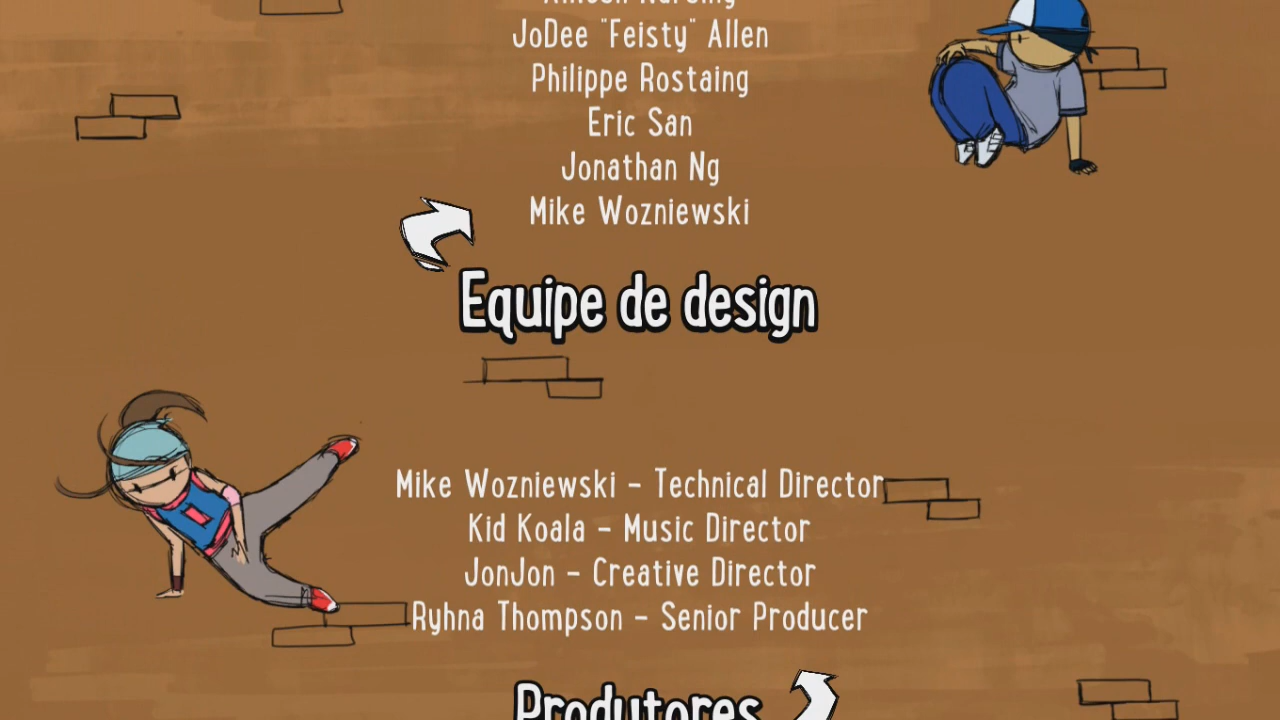 JoDee "Feisty" Allen
Philippe Rostaing
Eric San
Jonathan Ng
Mike Wozniewski
Equipe de design
Mike Wozniewski - Technical Director
Kid Koala - Music Director
JonJon - Creative Director
Ryhna Thompson - Senior Producer
Produtores